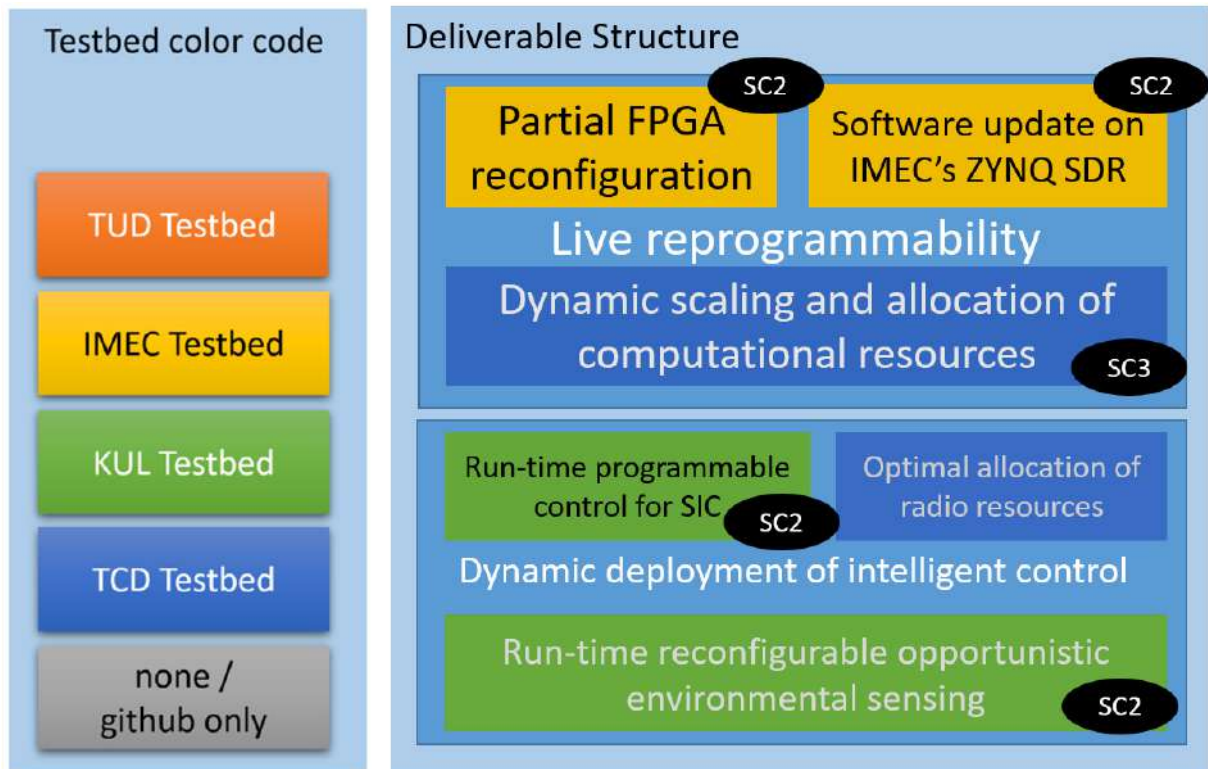 Testbed color code
TUD Testbed
IMEC Testbed
KUL Testbed
TCD Testbed
none /
github only
Deliverable Structure
SC2
Partial FPGA
reconfiguration
SC2
Software update on
IMEC's ZYNQ SDR
Live reprogrammability
Dynamic scaling and allocation of
computational resources
SC3
Run-time programmable
control for SIC
SC2
Optimal allocation of
radio resources
Dynamic deployment of intelligent control
Run-time reconfigurable opportunistic
environmental sensing
SC2